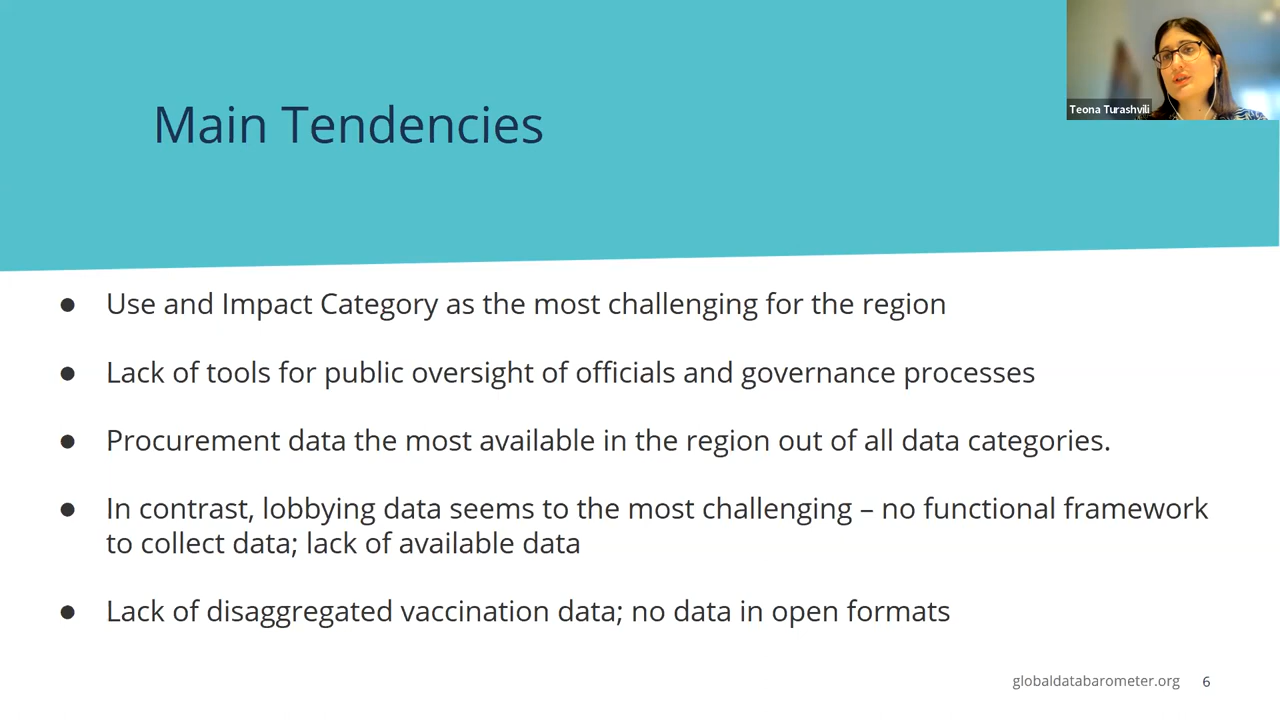 Teona Turashvili
Main Tendencies
● Use and Impact Category as the most challenging for the region
● Lack of tools for public oversight of officials and governance processes
● Procurement data the most available in the region out of all data categories.
● In contrast, lobbying data seems to the most challenging – no functional framework
to collect data; lack of available data
● Lack of disaggregated vaccination data; no data in open formats
globaldatabarometer.org 6